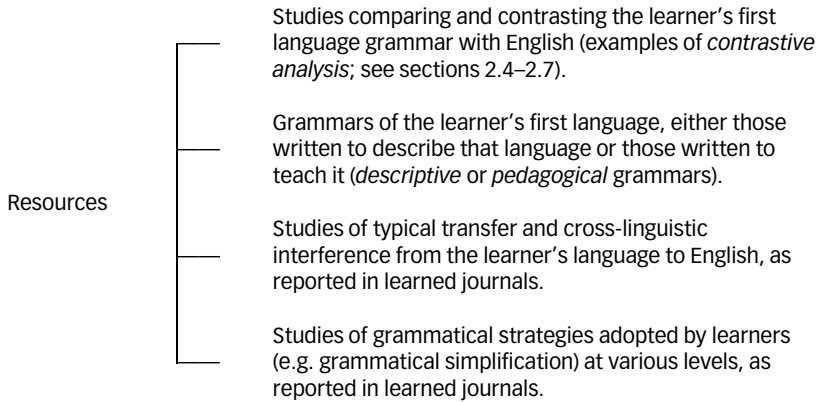 Studies comparing and contrasting the learner’s first
language grammar with English (examples of contrastive
analysis; see sections 2.4–2.7).
Grammars of the learner’s first language, either those
written to describe that language or those written to
teach it (descriptive or pedagogical grammars).
Resources
Studies of typical transfer and cross-linguistic
interference from the learner’s language to English, as
reported in learned journals.
Studies of grammatical strategies adopted by learners
(e.g. grammatical simplification) at various levels, as
reported in learned journals.